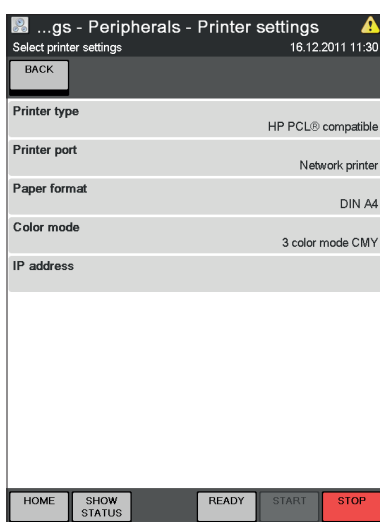 ...gs - Peripherals - Printer settings
Select printer settings 16.12.2011 11:30
BACK
Printer type
HP PCL® compatible
Printer port
Network printer
Paper format
DIN A4
Color mode
3 color mode CMY
IP address
HOME SHOW STATUS READY START STOP